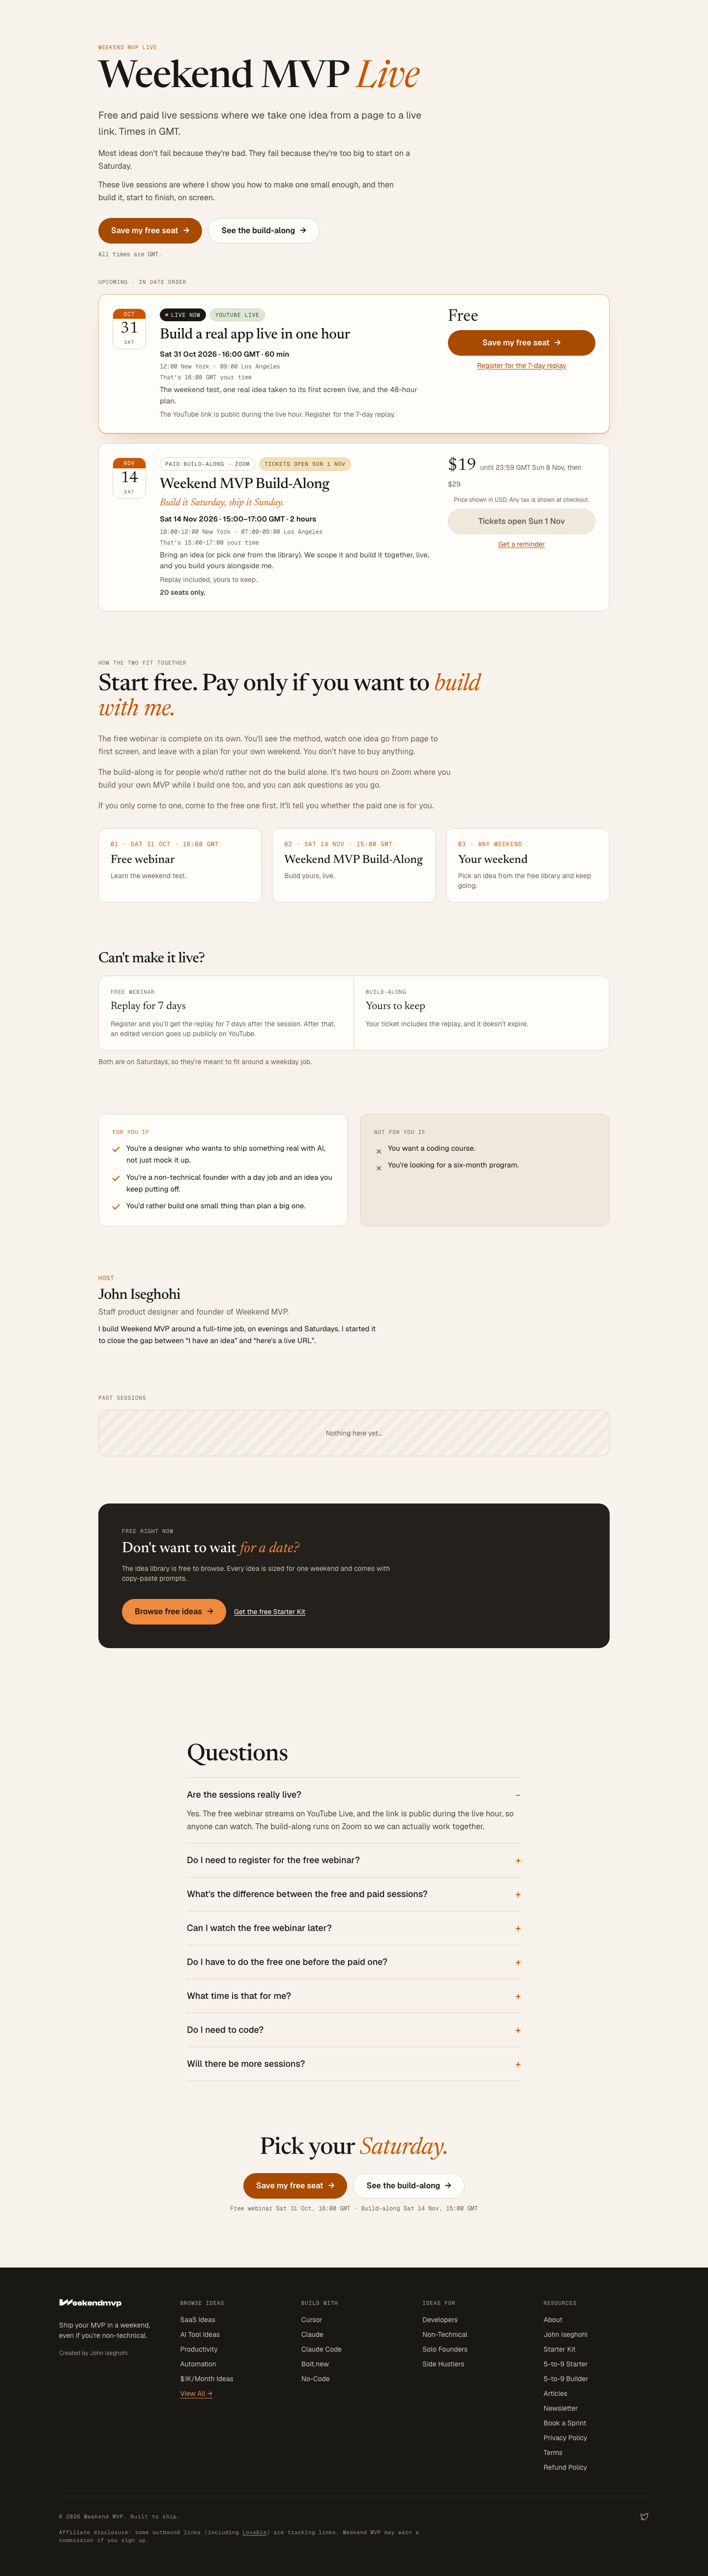 WEEKEND MVP LIVE
Weekend MVP Live
Free and paid live sessions where we take one idea from a page to a live
link. Times in GMT.
Most ideas don't fail because they're bad. They fail because they're too big to start on a
Saturday.
These live sessions are where I show you how to make one small enough, and then
build it, start to finish, on screen.
Save my free seat →
See the build-along →
All times are GMT.
UPCOMING · IN DATE ORDER
OCT
31
SAT
LIVE NOW
YOUTUBE LIVE
Build a real app live in one hour
Sat 31 Oct 2026 · 16:00 GMT · 60 min
12:00 New York · 09:00 Los Angeles
That's 16:00 GMT your time
The weekend test, one real idea taken to its first screen live, and the 48-hour
plan.
The YouTube link is public during the live hour. Register for the 7-day replay.
Free
Save my free seat →
Register for the 7-day replay
NOV
14
SAT
PAID BUILD-ALONG · ZOOM
TICKETS OPEN SUN 1 NOV
Weekend MVP Build-Along
Build it Saturday, ship it Sunday.
Sat 14 Nov 2026 · 15:00–17:00 GMT · 2 hours
10:00–12:00 New York · 07:00–09:00 Los Angeles
That's 15:00–17:00 your time
Bring an idea (or pick one from the library). We scope it and build it together, live,
and you build yours alongside me.
Replay included, yours to keep.
20 seats only.
$19 until 23:59 GMT Sun 8 Nov, then
$29
Price shown in USD. Any tax is shown at checkout.
Tickets open Sun 1 Nov
Get a reminder
HOW THE TWO FIT TOGETHER
Start free. Pay only if you want to build
with me.
The free webinar is complete on its own. You'll see the method, watch one idea go from page to
first screen, and leave with a plan for your own weekend. You don't have to buy anything.
The build-along is for people who'd rather not do the build alone. It's two hours on Zoom where you
build your own MVP while I build one too, and you can ask questions as you go.
If you only come to one, come to the free one first. It'll tell you whether the paid one is for you.
01 · SAT 31 OCT · 16:00 GMT
Free webinar
Learn the weekend test.
02 · SAT 14 NOV · 15:00 GMT
Weekend MVP Build-Along
Build yours, live.
03 · ANY WEEKEND
Your weekend
Pick an idea from the free library and keep
going.
Can't make it live?
FREE WEBINAR
Replay for 7 days
Register and you'll get the replay for 7 days after the session. After that,
an edited version goes up publicly on YouTube.
BUILD-ALONG
Yours to keep
Your ticket includes the replay, and it doesn't expire.
Both are on Saturdays, so they're meant to fit around a weekday job.
FOR YOU IF
You're a designer who wants to ship something real with AI,
not just mock it up.
You're a non-technical founder with a day job and an idea you
keep putting off.
You'd rather build one small thing than plan a big one.
NOT FOR YOU IF
You want a coding course.
You're looking for a six-month program.
HOST
John Iseghohi
Staff product designer and founder of Weekend MVP.
I build Weekend MVP around a full-time job, on evenings and Saturdays. I started it
to close the gap between “I have an idea” and “here's a live URL”.
PAST SESSIONS
Nothing here yet…
FREE RIGHT NOW
Don't want to wait for a date?
The idea library is free to browse. Every idea is sized for one weekend and comes with
copy-paste prompts.
Browse free ideas →
Get the free Starter Kit
Questions
Are the sessions really live? −
Yes. The free webinar streams on YouTube Live, and the link is public during the live hour, so
anyone can watch. The build-along runs on Zoom so we can actually work together.
Do I need to register for the free webinar? +
What's the difference between the free and paid sessions? +
Can I watch the free webinar later? +
Do I have to do the free one before the paid one? +
What time is that for me? +
Do I need to code? +
Will there be more sessions? +
Pick your Saturday.
Save my free seat →
See the build-along →
Free webinar Sat 31 Oct, 16:00 GMT · Build-along Sat 14 Nov, 15:00 GMT
Weekendmvp
Ship your MVP in a weekend,
even if you're non-technical.
Created by John Iseghohi
BROWSE IDEAS
SaaS Ideas
AI Tool Ideas
Productivity
Automation
$1K/Month Ideas
View All →
BUILD WITH
Cursor
Claude
Claude Code
Bolt.new
No-Code
IDEAS FOR
Developers
Non-Technical
Solo Founders
Side Hustlers
RESOURCES
About
John Iseghohi
Starter Kit
5-to-9 Starter
5-to-9 Builder
Articles
Newsletter
Book a Sprint
Privacy Policy
Terms
Refund Policy
© 2026 Weekend MVP. Built to ship.
Affiliate disclosure: some outbound links (including Lovable) are tracking links. Weekend MVP may earn a
commission if you sign up.